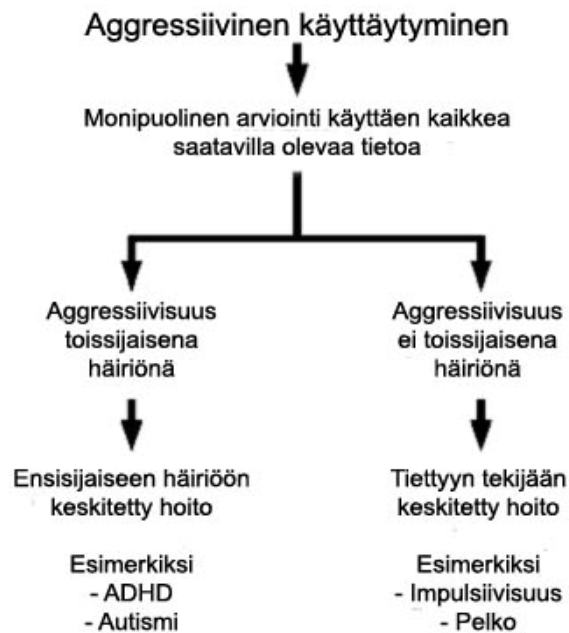 Aggressiivinen käyttäytyminen
Monipuolinen arviointi käyttäen kaikkea
saatavilla olevaa tietoa
Aggressiivisuus
toissijaisena
häiriönä
Aggressiivisuus
ei toissijaisena
häiriönä
Ensisijaiseen häiriöön
keskitetty hoito
Esimerkiksi
- ADHD
- Autismi
Tiettyyn tekijään
keskitetty hoito
Esimerkiksi
- Impulsiivisuus
- Pelko